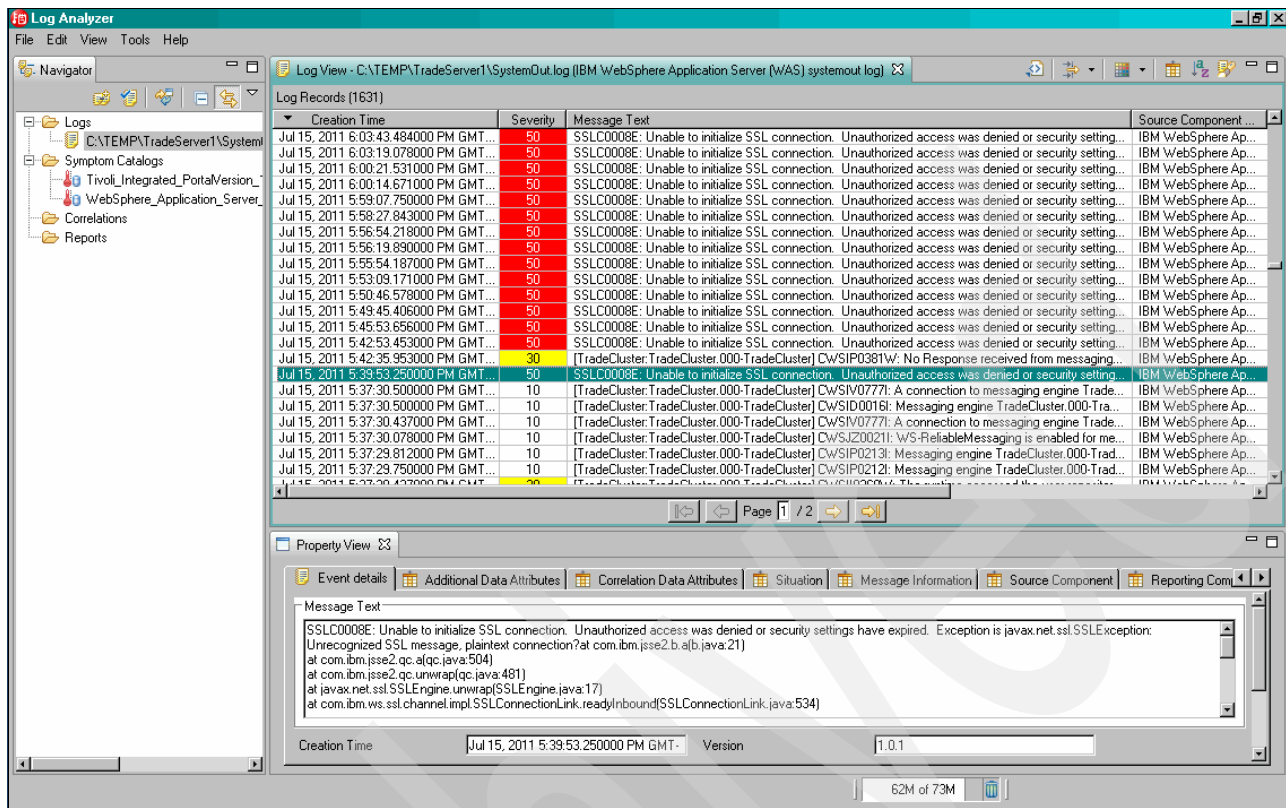 Log Analyzer
File Edit View Tools Help
Navigator
Logs
C:\TEMP\TradeServer1\System
Symptom Catalogs
Tivoli_Integrated_PortalVersion_
WebSphere_Application_Server_
Correlations
Reports
Log View - C:\TEMP\TradeServer1\SystemOut.log (IBM WebSphere Application Server (WAS) systemout log)
Log Records (1631)
Creation Time Severity Message Text Source Component ...
Jul 15, 2011 6:03:43.484000 PM GMT... 50 SSLC0008E: Unable to initialize SSL connection. Unauthorized access was denied or security setting... IBM WebSphere Ap...
Jul 15, 2011 6:03:19.078000 PM GMT... 50 SSLC0008E: Unable to initialize SSL connection. Unauthorized access was denied or security setting... IBM WebSphere Ap...
Jul 15, 2011 6:00:21.531000 PM GMT... 50 SSLC0008E: Unable to initialize SSL connection. Unauthorized access was denied or security setting... IBM WebSphere Ap...
Jul 15, 2011 6:00:14.671000 PM GMT... 50 SSLC0008E: Unable to initialize SSL connection. Unauthorized access was denied or security setting... IBM WebSphere Ap...
Jul 15, 2011 5:59:07.750000 PM GMT... 50 SSLC0008E: Unable to initialize SSL connection. Unauthorized access was denied or security setting... IBM WebSphere Ap...
Jul 15, 2011 5:58:27.843000 PM GMT... 50 SSLC0008E: Unable to initialize SSL connection. Unauthorized access was denied or security setting... IBM WebSphere Ap...
Jul 15, 2011 5:56:54.218000 PM GMT... 50 SSLC0008E: Unable to initialize SSL connection. Unauthorized access was denied or security setting... IBM WebSphere Ap...
Jul 15, 2011 5:56:19.890000 PM GMT... 50 SSLC0008E: Unable to initialize SSL connection. Unauthorized access was denied or security setting... IBM WebSphere Ap...
Jul 15, 2011 5:55:54.187000 PM GMT... 50 SSLC0008E: Unable to initialize SSL connection. Unauthorized access was denied or security setting... IBM WebSphere Ap...
Jul 15, 2011 5:53:09.171000 PM GMT... 50 SSLC0008E: Unable to initialize SSL connection. Unauthorized access was denied or security setting... IBM WebSphere Ap...
Jul 15, 2011 5:50:46.578000 PM GMT... 50 SSLC0008E: Unable to initialize SSL connection. Unauthorized access was denied or security setting... IBM WebSphere Ap...
Jul 15, 2011 5:49:45.406000 PM GMT... 50 SSLC0008E: Unable to initialize SSL connection. Unauthorized access was denied or security setting... IBM WebSphere Ap...
Jul 15, 2011 5:45:53.656000 PM GMT... 50 SSLC0008E: Unable to initialize SSL connection. Unauthorized access was denied or security setting... IBM WebSphere Ap...
Jul 15, 2011 5:42:53.453000 PM GMT... 50 SSLC0008E: Unable to initialize SSL connection. Unauthorized access was denied or security setting... IBM WebSphere Ap...
Jul 15, 2011 5:42:35.953000 PM GMT... 30 [TradeCluster:TradeCluster.000-TradeCluster] CWSIP0381W: No Response received from messaging... IBM WebSphere Ap...
Jul 15, 2011 5:39:53.250000 PM GMT... 50 SSLC0008E: Unable to initialize SSL connection. Unauthorized access was denied or security setting... IBM WebSphere Ap...
Jul 15, 2011 5:37:30.500000 PM GMT... 10 [TradeCluster:TradeCluster.000-TradeCluster] CWSIV0777I: A connection to messaging engine Trade... IBM WebSphere Ap...
Jul 15, 2011 5:37:30.500000 PM GMT... 10 [TradeCluster:TradeCluster.000-TradeCluster] CWSID0016I: Messaging engine TradeCluster.000-Tra... IBM WebSphere Ap...
Jul 15, 2011 5:37:30.437000 PM GMT... 10 [TradeCluster:TradeCluster.000-TradeCluster] CWSIV0777I: A connection to messaging engine Trade... IBM WebSphere Ap...
Jul 15, 2011 5:37:30.078000 PM GMT... 10 [TradeCluster:TradeCluster.000-TradeCluster] CWSJZ0021I: WS-ReliableMessaging is enabled for me... IBM WebSphere Ap...
Jul 15, 2011 5:37:29.812000 PM GMT... 10 [TradeCluster:TradeCluster.000-TradeCluster] CWSIP0213I: Messaging engine TradeCluster.000-Trad... IBM WebSphere Ap...
Jul 15, 2011 5:37:29.750000 PM GMT... 10 [TradeCluster:TradeCluster.000-TradeCluster] CWSIP0212I: Messaging engine TradeCluster.000-Trad... IBM WebSphere Ap...
Page 1 / 2
Property View
Event details Additional Data Attributes Correlation Data Attributes Situation Message Information Source Component Reporting Com
Message Text
SSLC0008E: Unable to initialize SSL connection. Unauthorized access was denied or security settings have expired. Exception is javax.net.ssl.SSLException:
Unrecognized SSL message, plaintext connection?at com.ibm.jsse2.b.a(b.java:21)
at com.ibm.jsse2.qc.a(qc.java:504)
at com.ibm.jsse2.qc.unwrap(qc.java:481)
at javax.net.ssl.SSLEngine.unwrap(SSLEngine.java:17)
at com.ibm.ws.ssl.channel.impl.SSLConnectionLink.readyInbound(SSLConnectionLink.java:534)
Creation Time Jul 15, 2011 5:39:53.250000 PM GMT- Version 1.0.1
62M of 73M